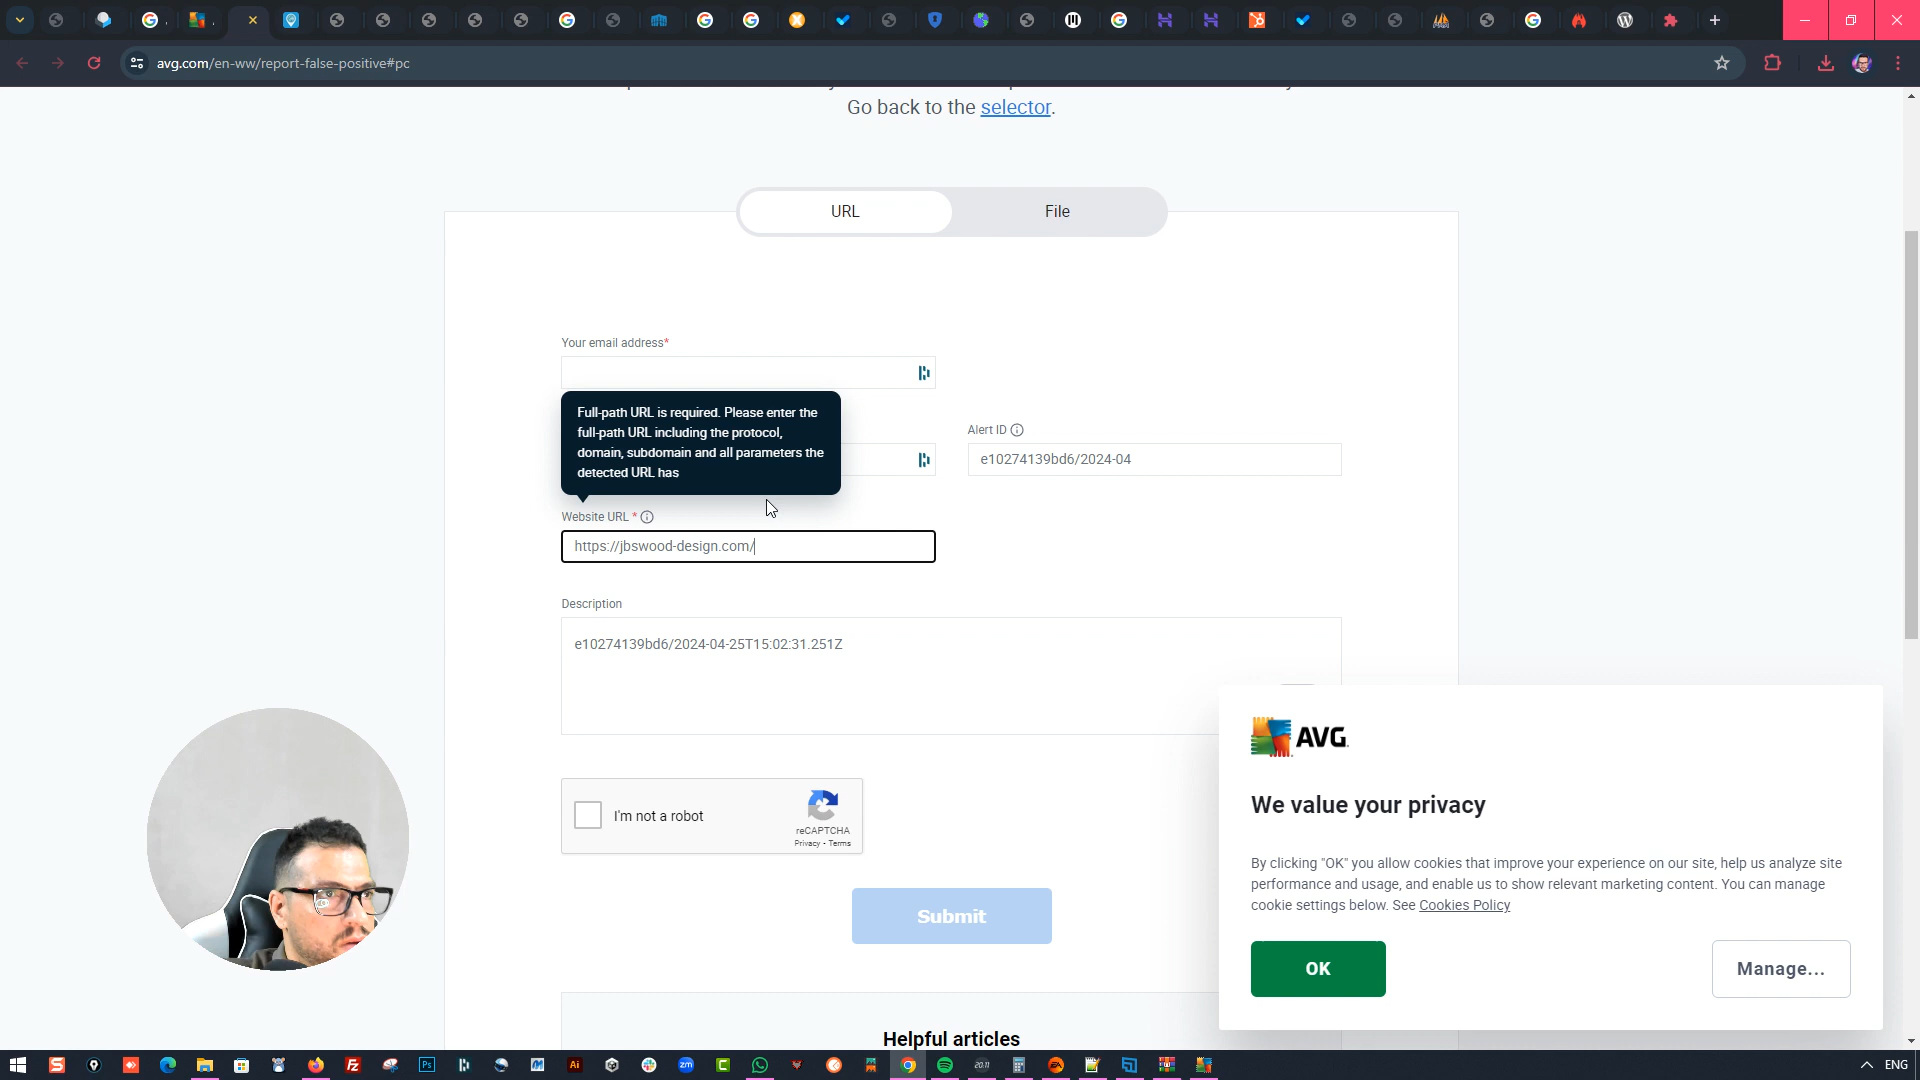 avg.com/en-ww/report-false-positive#pc
Go back to the selector.
URL
File
Your email address*
Full-path URL is required. Please enter the
full-path URL including the protocol,
domain, subdomain and all parameters the
detected URL has
Alert ID
e10274139bd6/2024-04
Website URL *
https://jbswood-design.com/
Description
e10274139bd6/2024-04-25T15:02:31.251Z
I'm not a robot
reCAPTCHA
Privacy - Terms
Submit
Helpful articles
AVG
We value your privacy
By clicking "OK" you allow cookies that improve your experience on our site, help us analyze site
performance and usage, and enable us to show relevant marketing content. You can manage
cookie settings below. See Cookies Policy
OK
Manage...
ENG